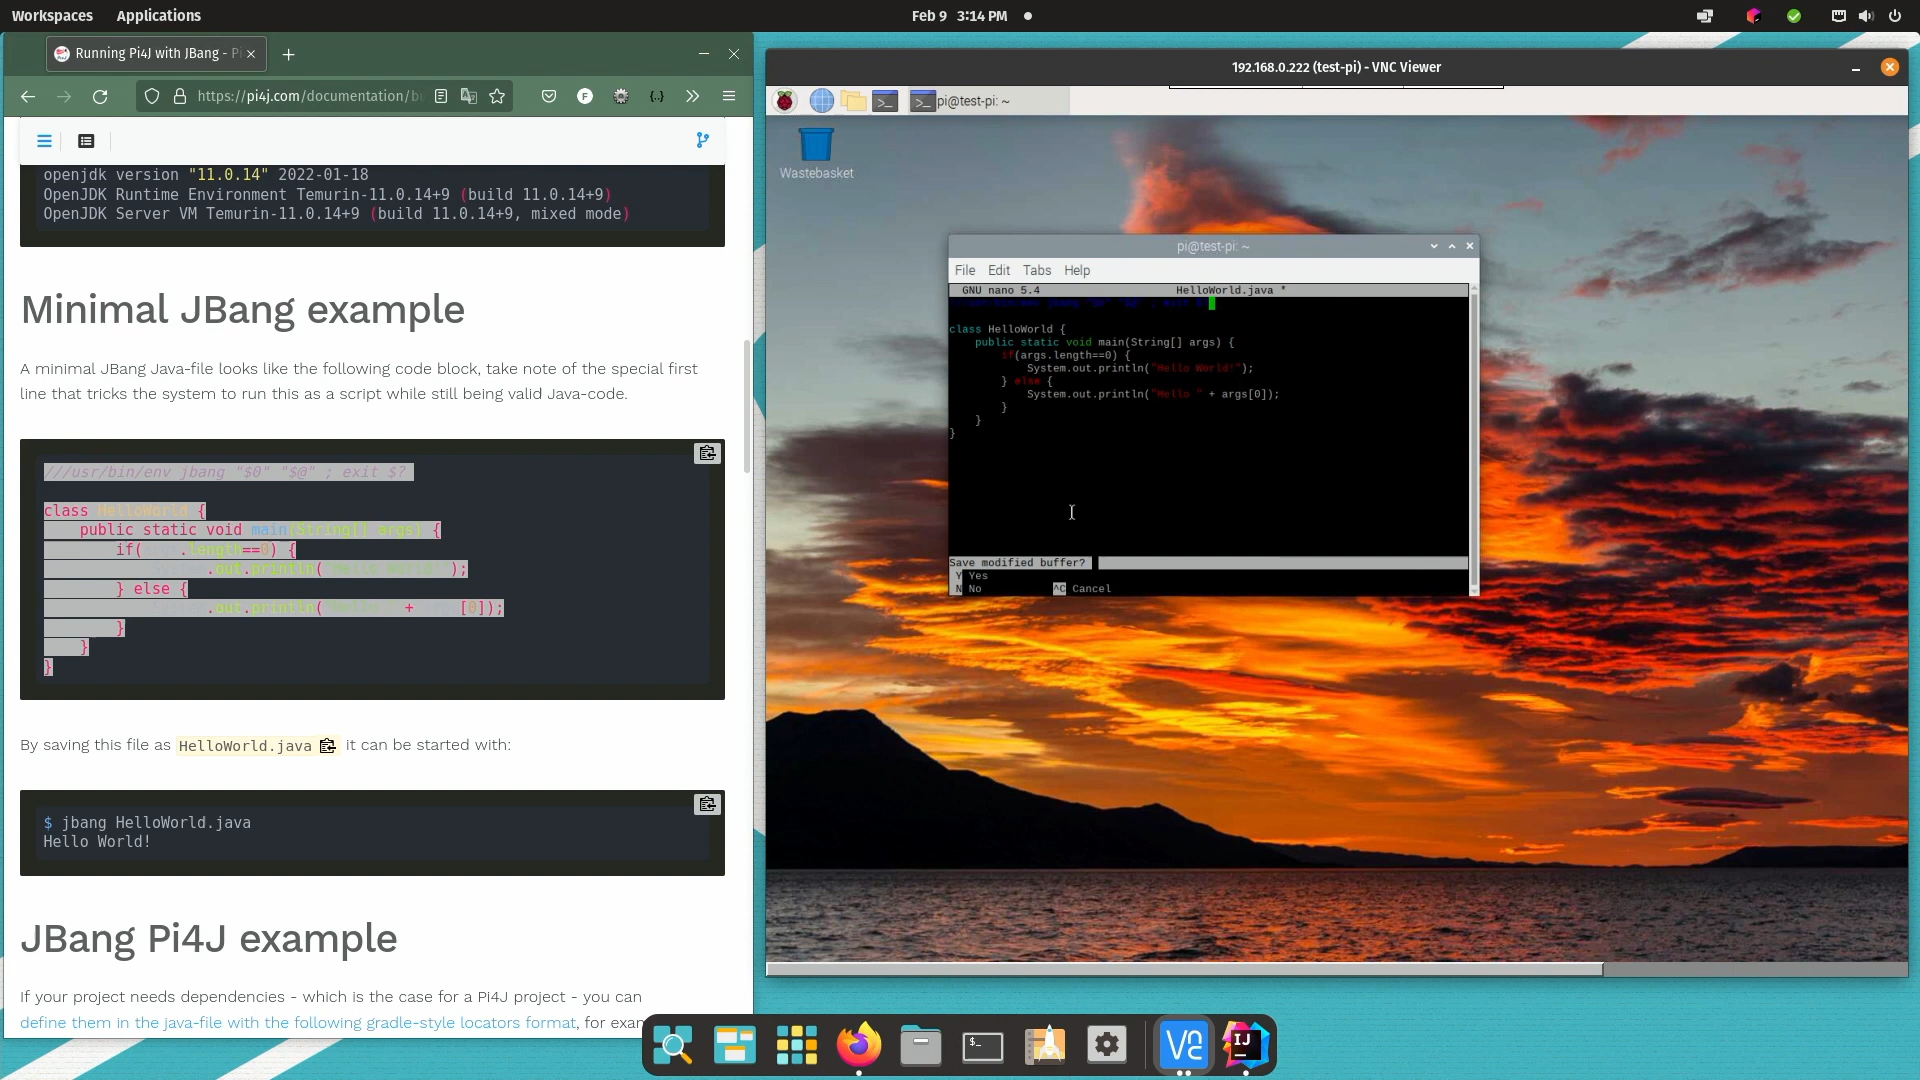 Workspaces Applications Feb 9 3:14 PM
Running Pi4J with JBang - Pi
https://pi4j.com/documentation/bu
openjdk version "11.0.14" 2022-01-18
OpenJDK Runtime Environment Temurin-11.0.14+9 (build 11.0.14+9)
OpenJDK Server VM Temurin-11.0.14+9 (build 11.0.14+9, mixed mode)
Minimal JBang example
A minimal JBang Java-file looks like the following code block, take note of the special first
line that tricks the system to run this as a script while still being valid Java-code.
///usr/bin/env jbang "$0" "$@" ; exit $?
class HelloWorld {
public static void main(String[] args) {
if(args.length==0) {
.out.println("Hello World!");
} else {
.out.println("Hello " + args[0]);
}
}
}
By saving this file as HelloWorld.java it can be started with:
$ jbang HelloWorld.java
Hello World!
JBang Pi4J example
If your project needs dependencies - which is the case for a Pi4J project - you can
define them in the java-file with the following gradle-style locators format, for exam
192.168.0.222 (test-pi) - VNC Viewer
pi@test-pi: ~
Wastebasket
pi@test-pi: ~
File Edit Tabs Help
GNU nano 5.4 HelloWorld.java *
///usr/bin/env jbang "$0" "$@" ; exit $?
class HelloWorld {
public static void main(String[] args) {
if(args.length==0) {
System.out.println("Hello World!");
} else {
System.out.println("Hello " + args[0]);
}
}
}
Save modified buffer?
Y Yes
N No ^C Cancel
$_
IJ